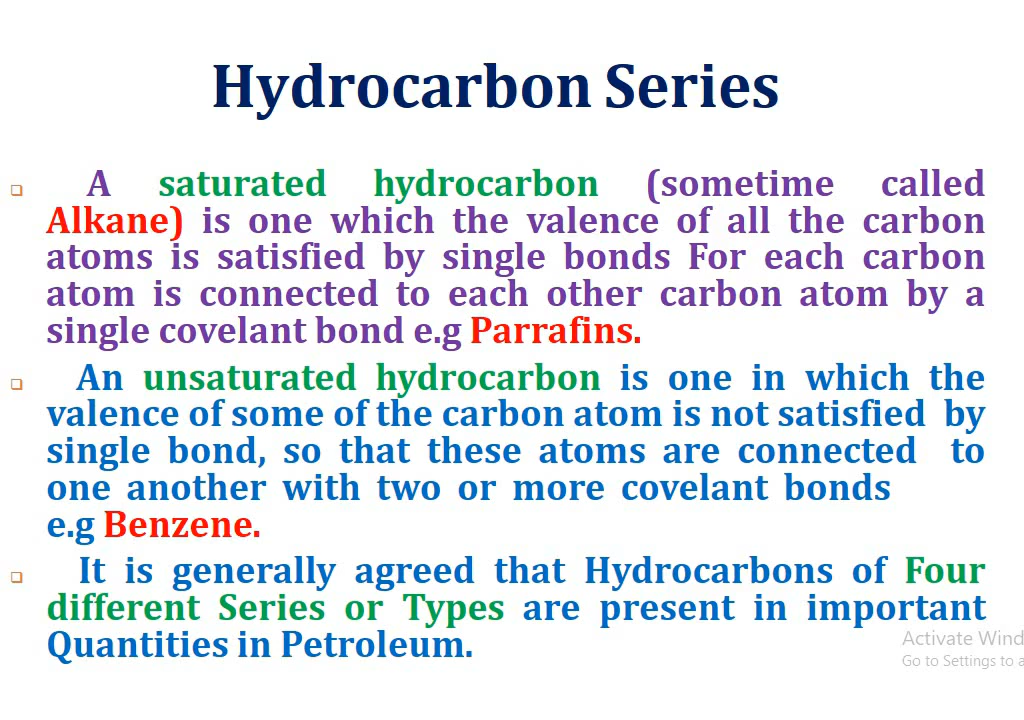 Hydrocarbon Series
A saturated hydrocarbon (sometime called
Alkane) is one which the valence of all the carbon
atoms is satisfied by single bonds For each carbon
atom is connected to each other carbon atom by a
single covelant bond e.g Parrafins.
An unsaturated hydrocarbon is one in which the
valence of some of the carbon atom is not satisfied by
single bond, so that these atoms are connected to
one another with two or more covelant bonds
e.g Benzene.
It is generally agreed that Hydrocarbons of Four
different Series or Types are present in important
Quantities in Petroleum.
Activate Wind
Go to Settings to a